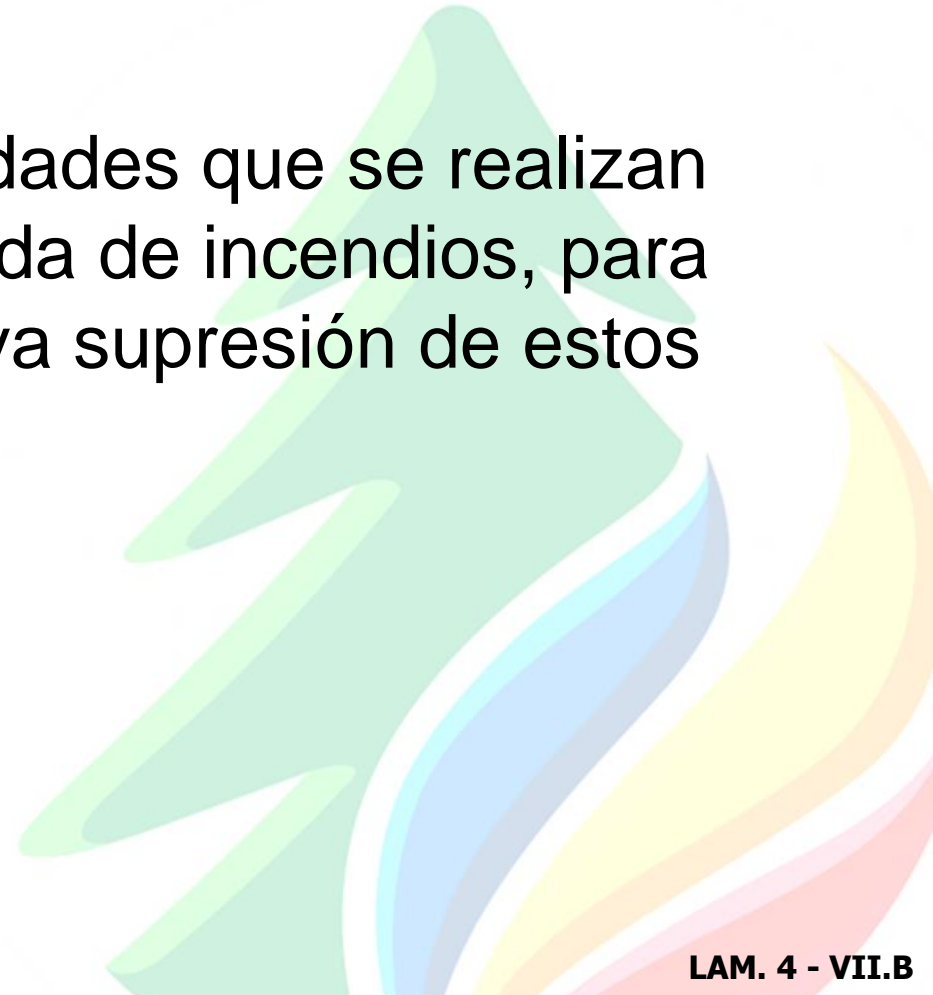 dades que se realizan
da de incendios, para
va supresión de estos
LAM. 4 - VII.B